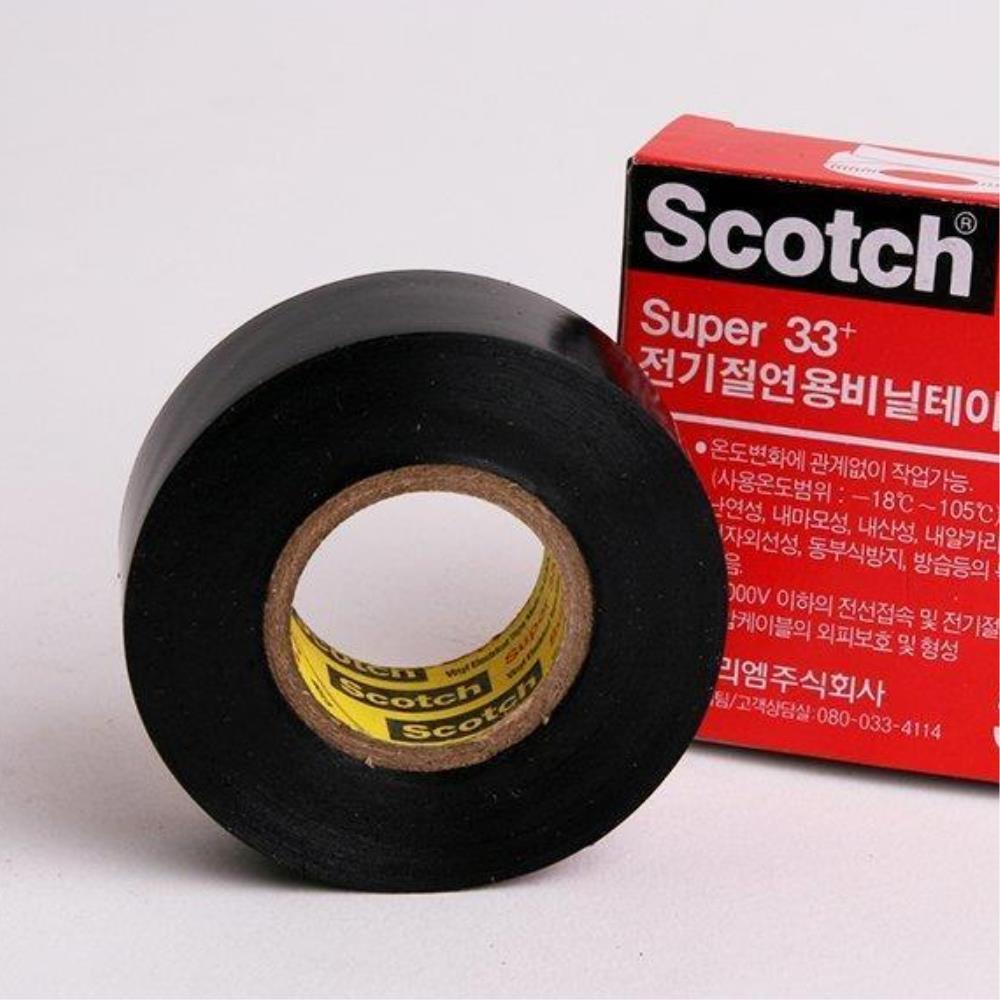 Scotch®
Super 33+
전기절연용비닐테이
•온도변화에 관계없이 작업가능.
(사용온도범위 : −18℃∼105℃)
난연성, 내마모성, 내산성, 내알카리
자외선성, 동부식방지, 방습등의
음.
000V 이하의 전선접속 및 전기절
압케이블의 외피보호 및 형성
리엠주식회사
팀/고객상담실: 080-033-4114
Scotch
Super
Scotch
Scotch